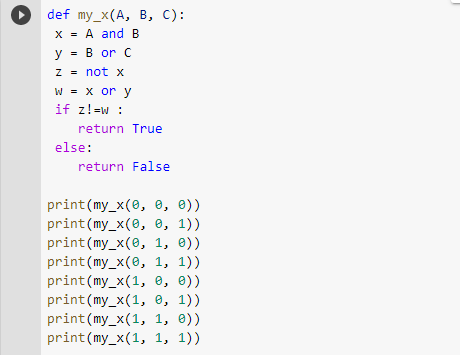 def my_x(A, B, C):
 x = A and B
 y = B or C
 z = not x
 w = x or y
 if z!=w :
    return True
 else:
    return False

print(my_x(0, 0, 0))
print(my_x(0, 0, 1))
print(my_x(0, 1, 0))
print(my_x(0, 1, 1))
print(my_x(1, 0, 0))
print(my_x(1, 0, 1))
print(my_x(1, 1, 0))
print(my_x(1, 1, 1))